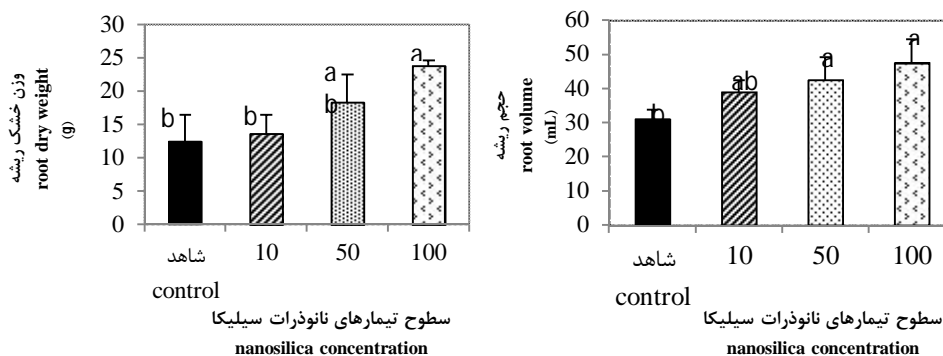 وزن خشک ریشه
root dry weight
(g)
30
25
20
15
10
5
0
b
b
a
b
a
شاهد
10
50
100
control
سطوح تیمارهای نانوذرات سیلیکا
nanosilica concentration
حجم ریشه
root volume
(mL)
60
50
40
30
20
10
0
b
ab
a
a
شاهد
10
50
100
control
سطوح تیمارهای نانوذرات سیلیکا
nanosilica concentration